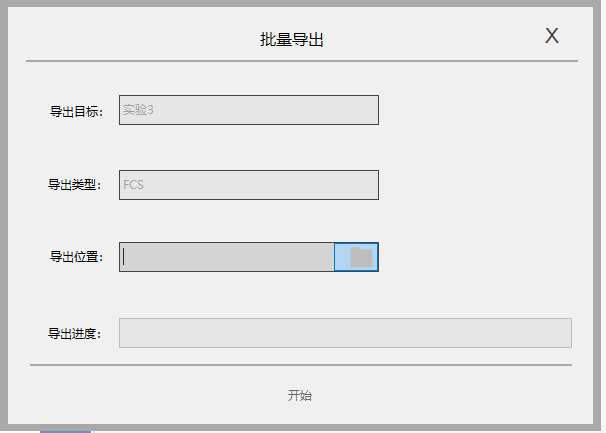 批量导出
X
导出目标：
实验3
导出类型：
FCS
导出位置：
导出进度：
开始